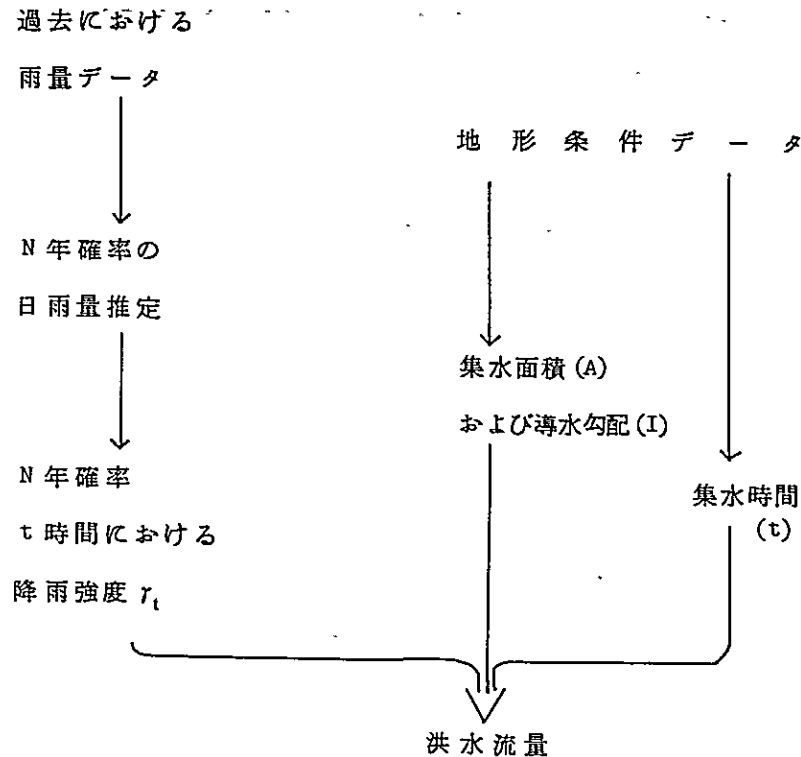 過去における
雨量データ
地形条件データ
N年確率の
日雨量推定
集水面積(A)
および導水勾配(I)
N年確率
t時間における
降雨強度 rt
集水時間
(t)
洪水流量